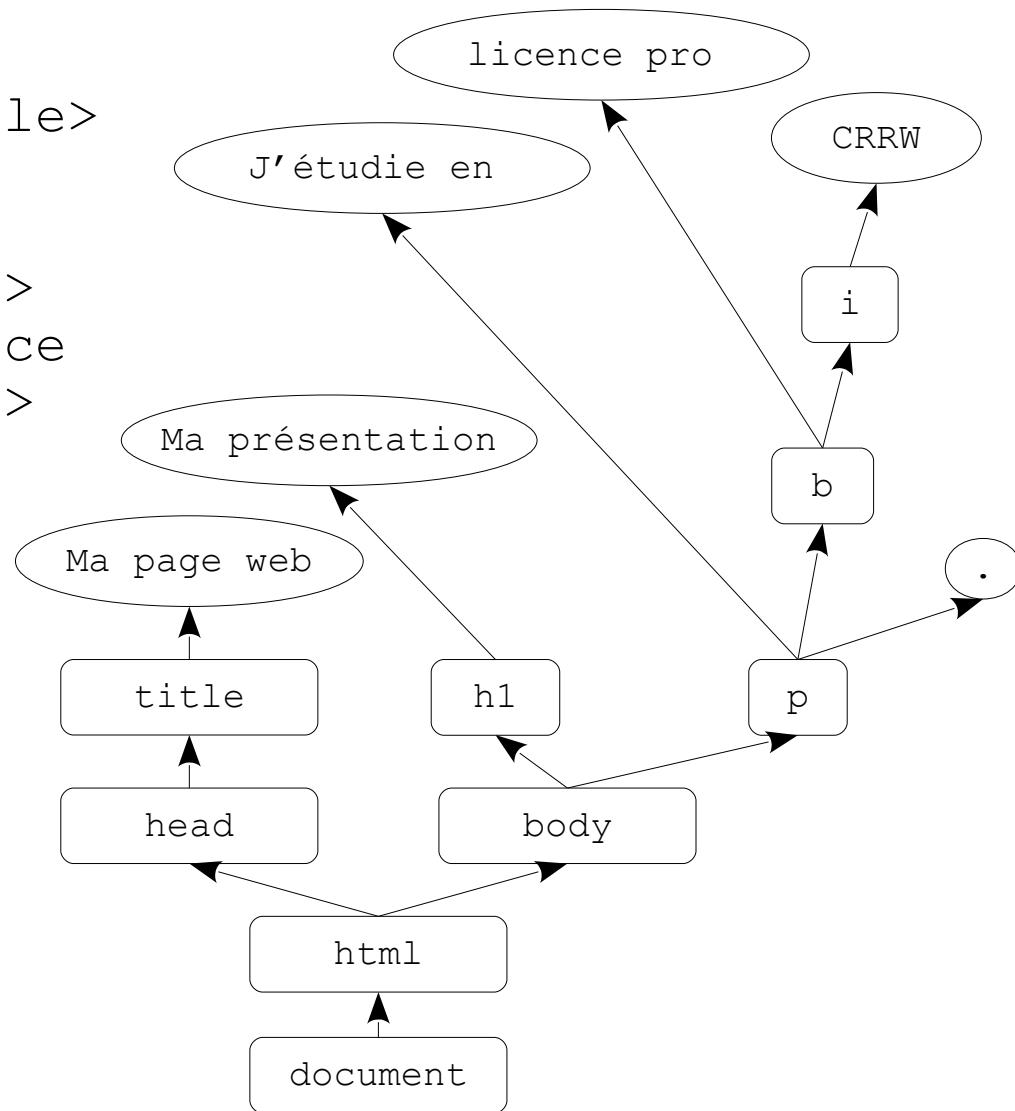 licence pro
le>
CRRW
J’étudie en
>
i
ce
>
Ma présentation
b
Ma page web
.
title
h1
p
head
body
html
document